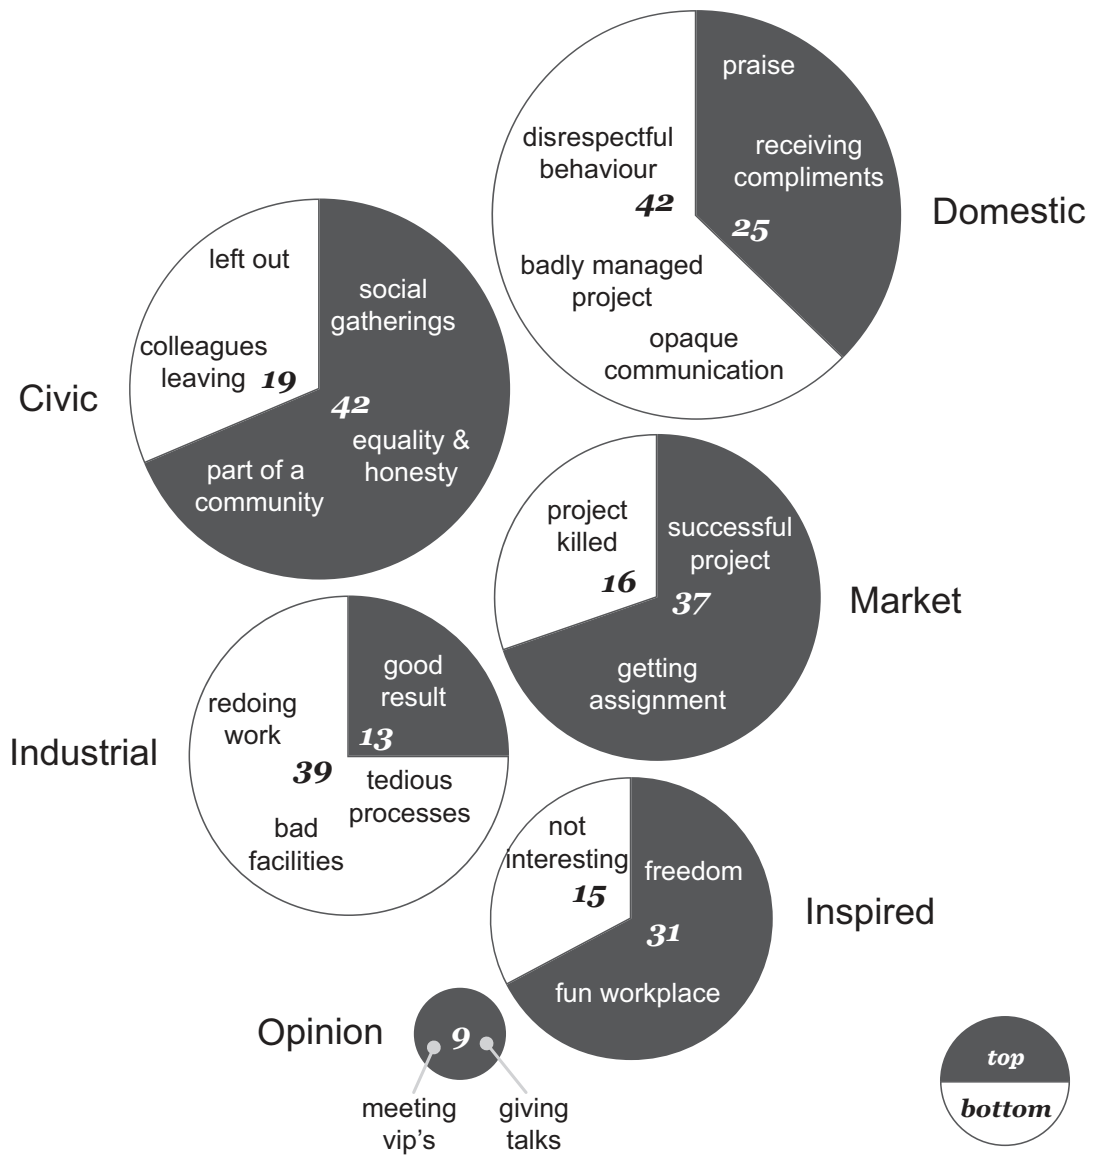 praise
disrespectful
behaviour
42
receiving
compliments
25
Domestic
badly managed
project
opaque
communication
left out
social
gatherings
colleagues
leaving
19
Civic
42
equality &
honesty
part of a
community
project
killed
16
successful
project
37
Market
getting
assignment
good
result
13
redoing
work
39
Industrial
tedious
processes
bad
facilities
not
interesting
15
freedom
31
Inspired
fun workplace
Opinion
9
meeting
vip's
giving
talks
top
bottom